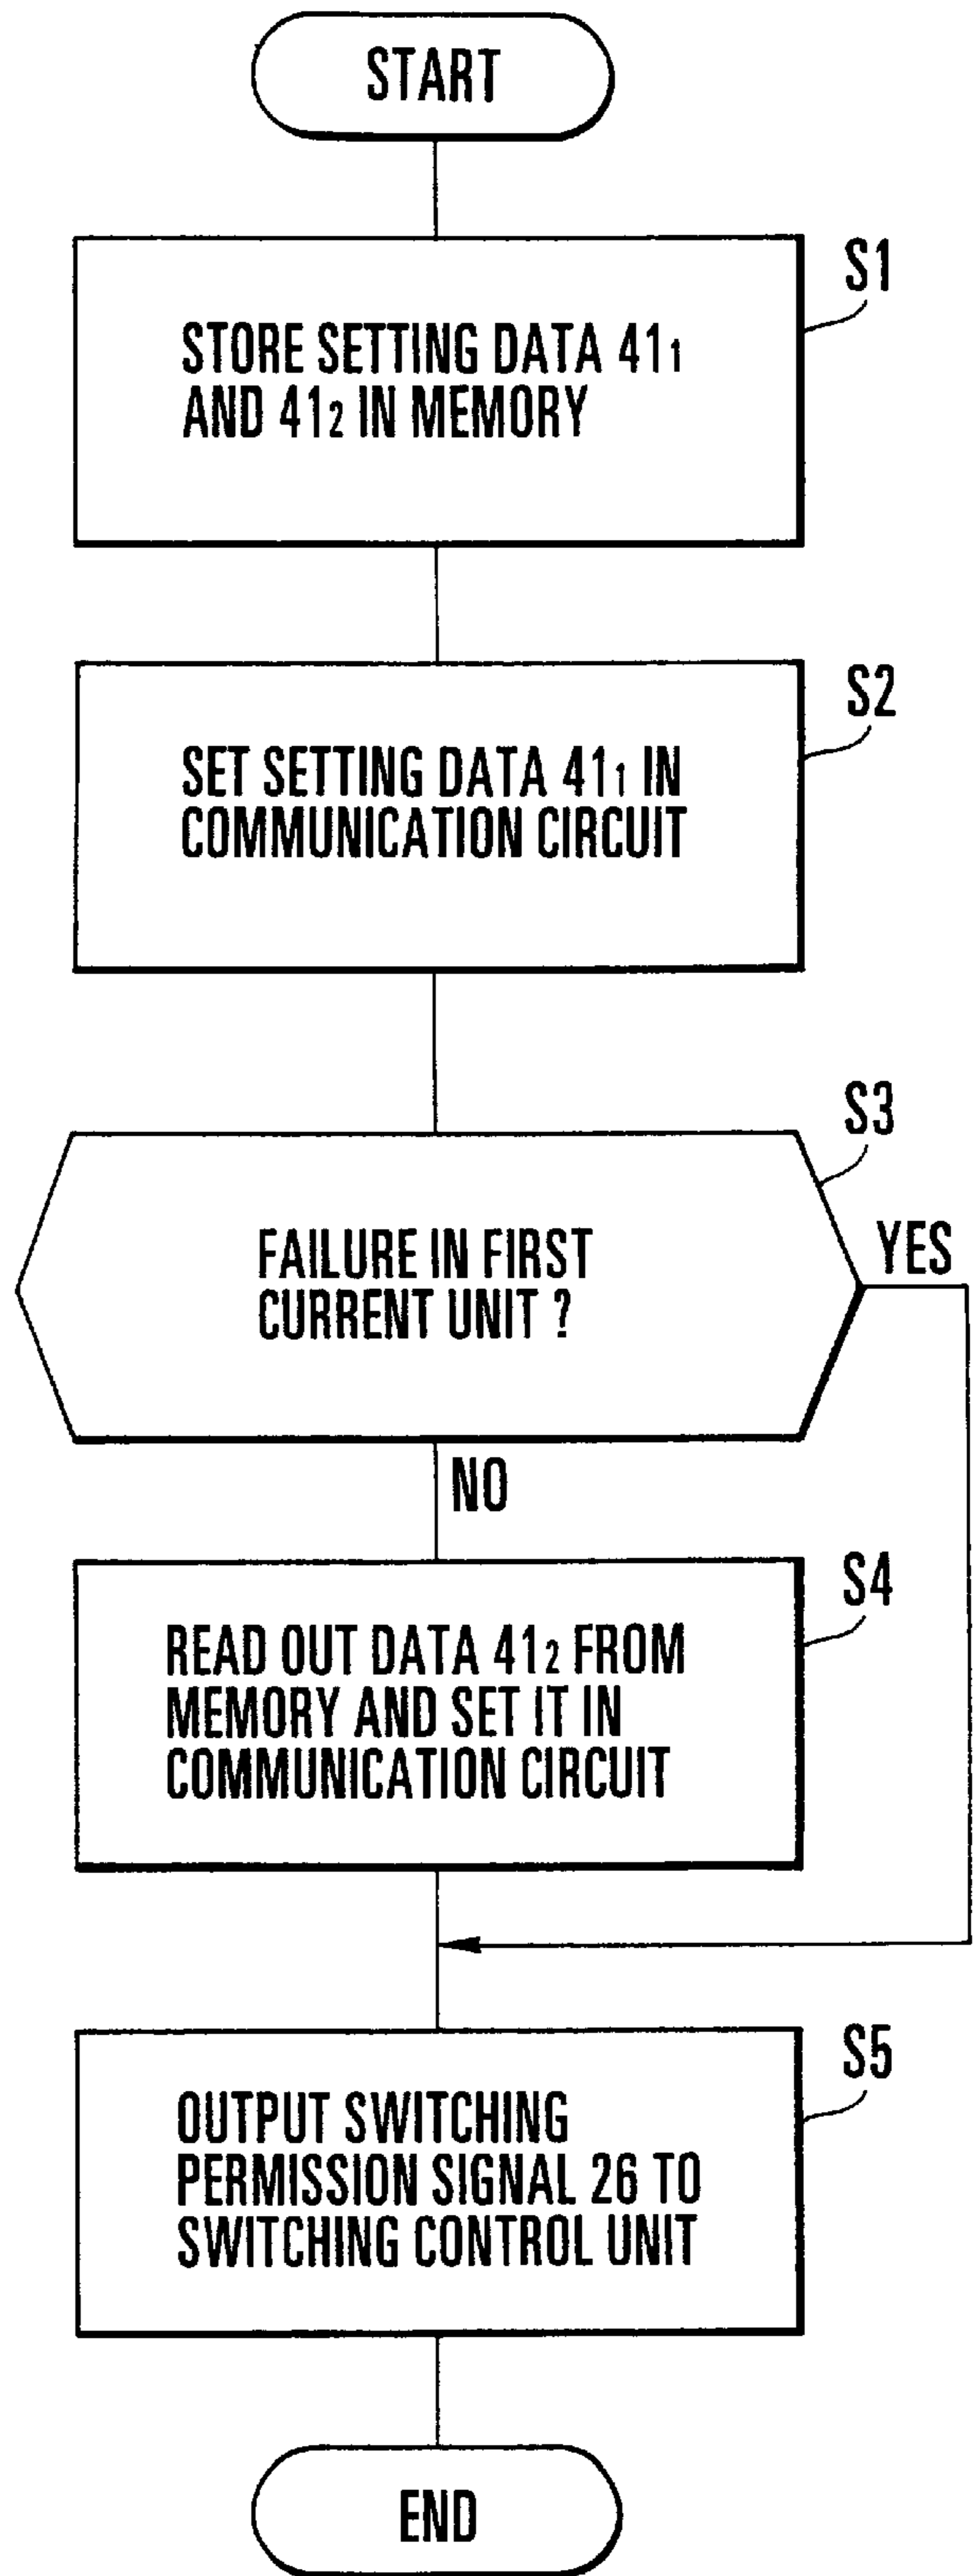 START
S1
STORE SETTING DATA 41₁
AND 41₂ IN MEMORY
S2
SET SETTING DATA 41₁ IN
COMMUNICATION CIRCUIT
S3
FAILURE IN FIRST
CURRENT UNIT ?
YES
NO
S4
READ OUT DATA 41₂ FROM
MEMORY AND SET IT IN
COMMUNICATION CIRCUIT
S5
OUTPUT SWITCHING
PERMISSION SIGNAL 26 TO
SWITCHING CONTROL UNIT
END